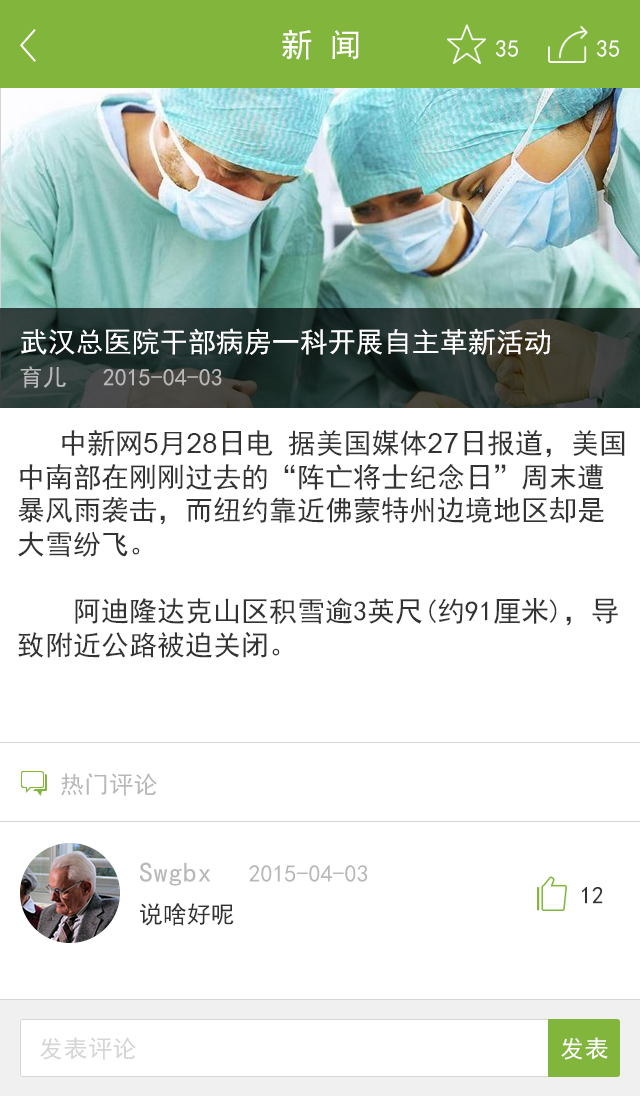 新 闻
35
35
武汉总医院干部病房一科开展自主革新活动
育儿 2015-04-03
中新网5月28日电 据美国媒体27日报道，美国
中南部在刚刚过去的“阵亡将士纪念日”周末遭
暴风雨袭击，而纽约靠近佛蒙特州边境地区却是
大雪纷飞。
阿迪隆达克山区积雪逾3英尺(约91厘米)，导
致附近公路被迫关闭。
热门评论
Swgbx 2015-04-03
说啥好呢
12
发表评论
发表